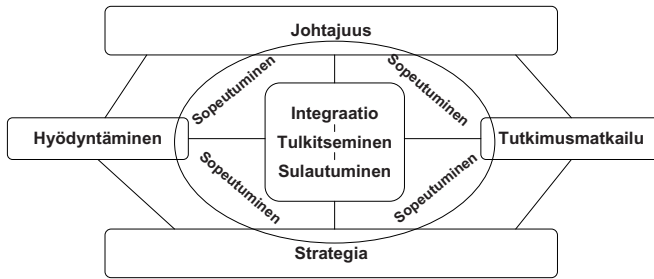 Johtajuus
Sopeutuminen
Sopeutuminen
Integraatio
Hyödyntäminen
Tulkitseminen
Tutkimusmatkailu
Sulautuminen
Sopeutuminen
Sopeutuminen
Strategia